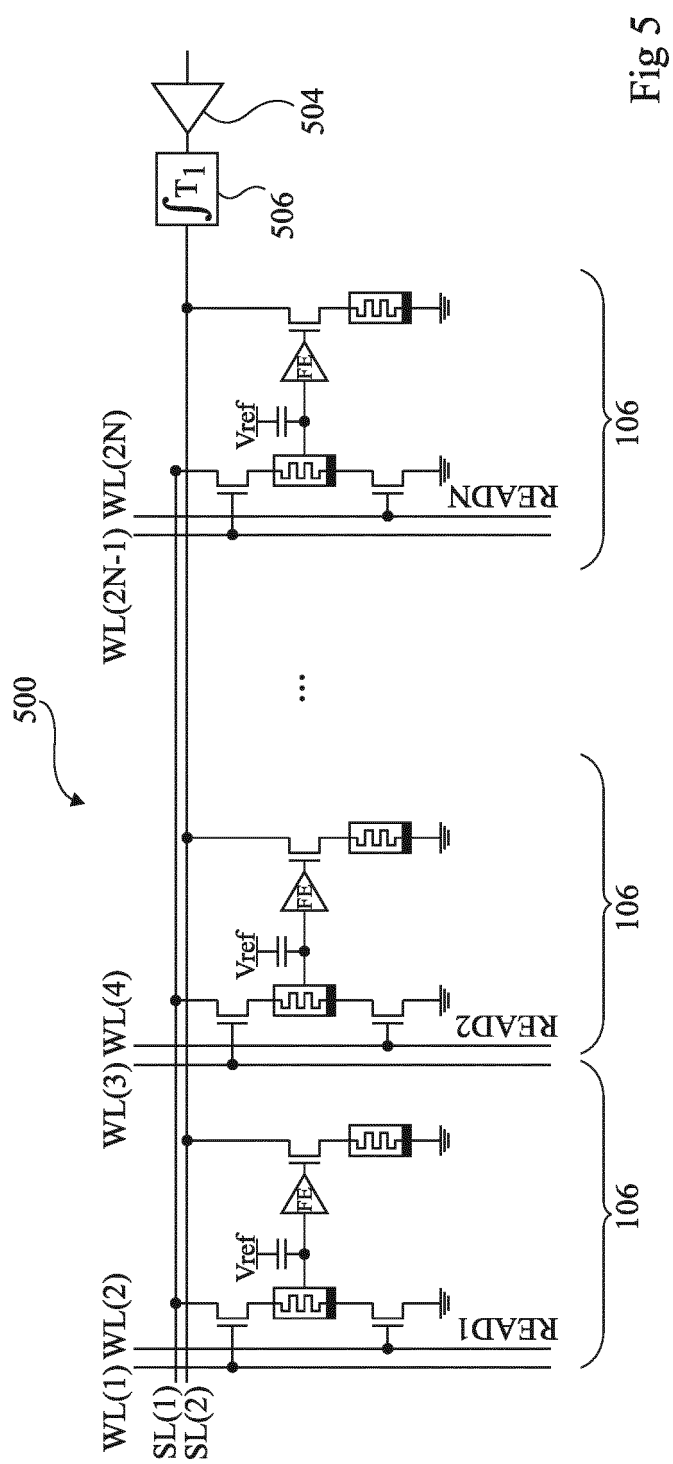 500
WL(1) WL(2)
WL(3) WL(4)
WL(2N-1) WL(2N)
SL(1)
SL(2)
∫T1
506
504
Vref
FE
READ1
Vref
FE
READ2
...
Vref
FE
READN
106
106
106
Fig 5